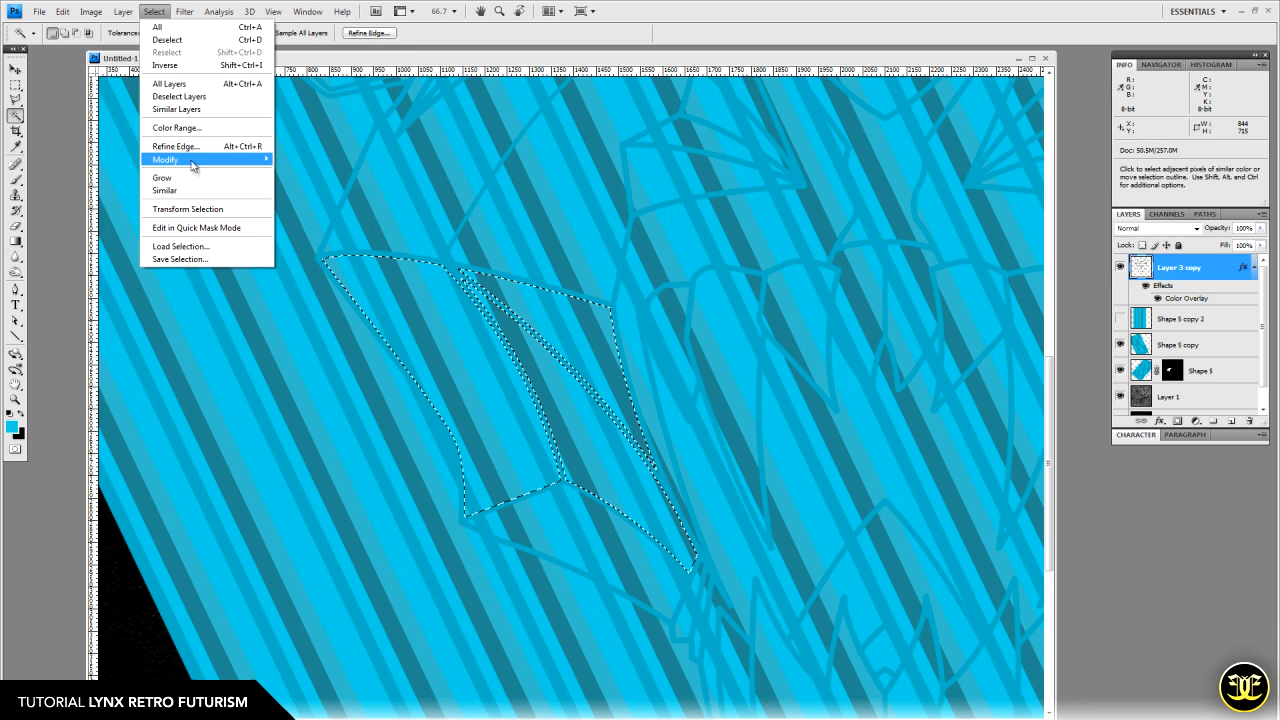 Ps File Edit Image Layer Select Filter Analysis 3D View Window Help 66.7 ESSENTIALS
Tolerance: Sample All Layers Refine Edge...
All Ctrl+A
Deselect Ctrl+D
Reselect Shift+Ctrl+D
Inverse Shift+Ctrl+I
All Layers Alt+Ctrl+A
Deselect Layers
Similar Layers
Color Range...
Refine Edge... Alt+Ctrl+R
Modify
Grow
Similar
Transform Selection
Edit in Quick Mask Mode
Load Selection...
Save Selection...
Ps Untitled-1
INFO NAVIGATOR HISTOGRAM
R: C:
G: M:
B: Y:
K:
8-bit 8-bit
X: W: 844
Y: H: 715
Doc: 50.5M/257.0M
Click to select adjacent pixels of similar color or
move selection outline. Use Shift, Alt, and Ctrl
for additional options.
LAYERS CHANNELS PATHS
Normal Opacity: 100%
Lock: Fill: 100%
Layer 3 copy fx
Effects
Color Overlay
Shape 5 copy 2
Shape 5 copy
Shape 5
Layer 1
CHARACTER PARAGRAPH
TUTORIAL LYNX RETRO FUTURISM